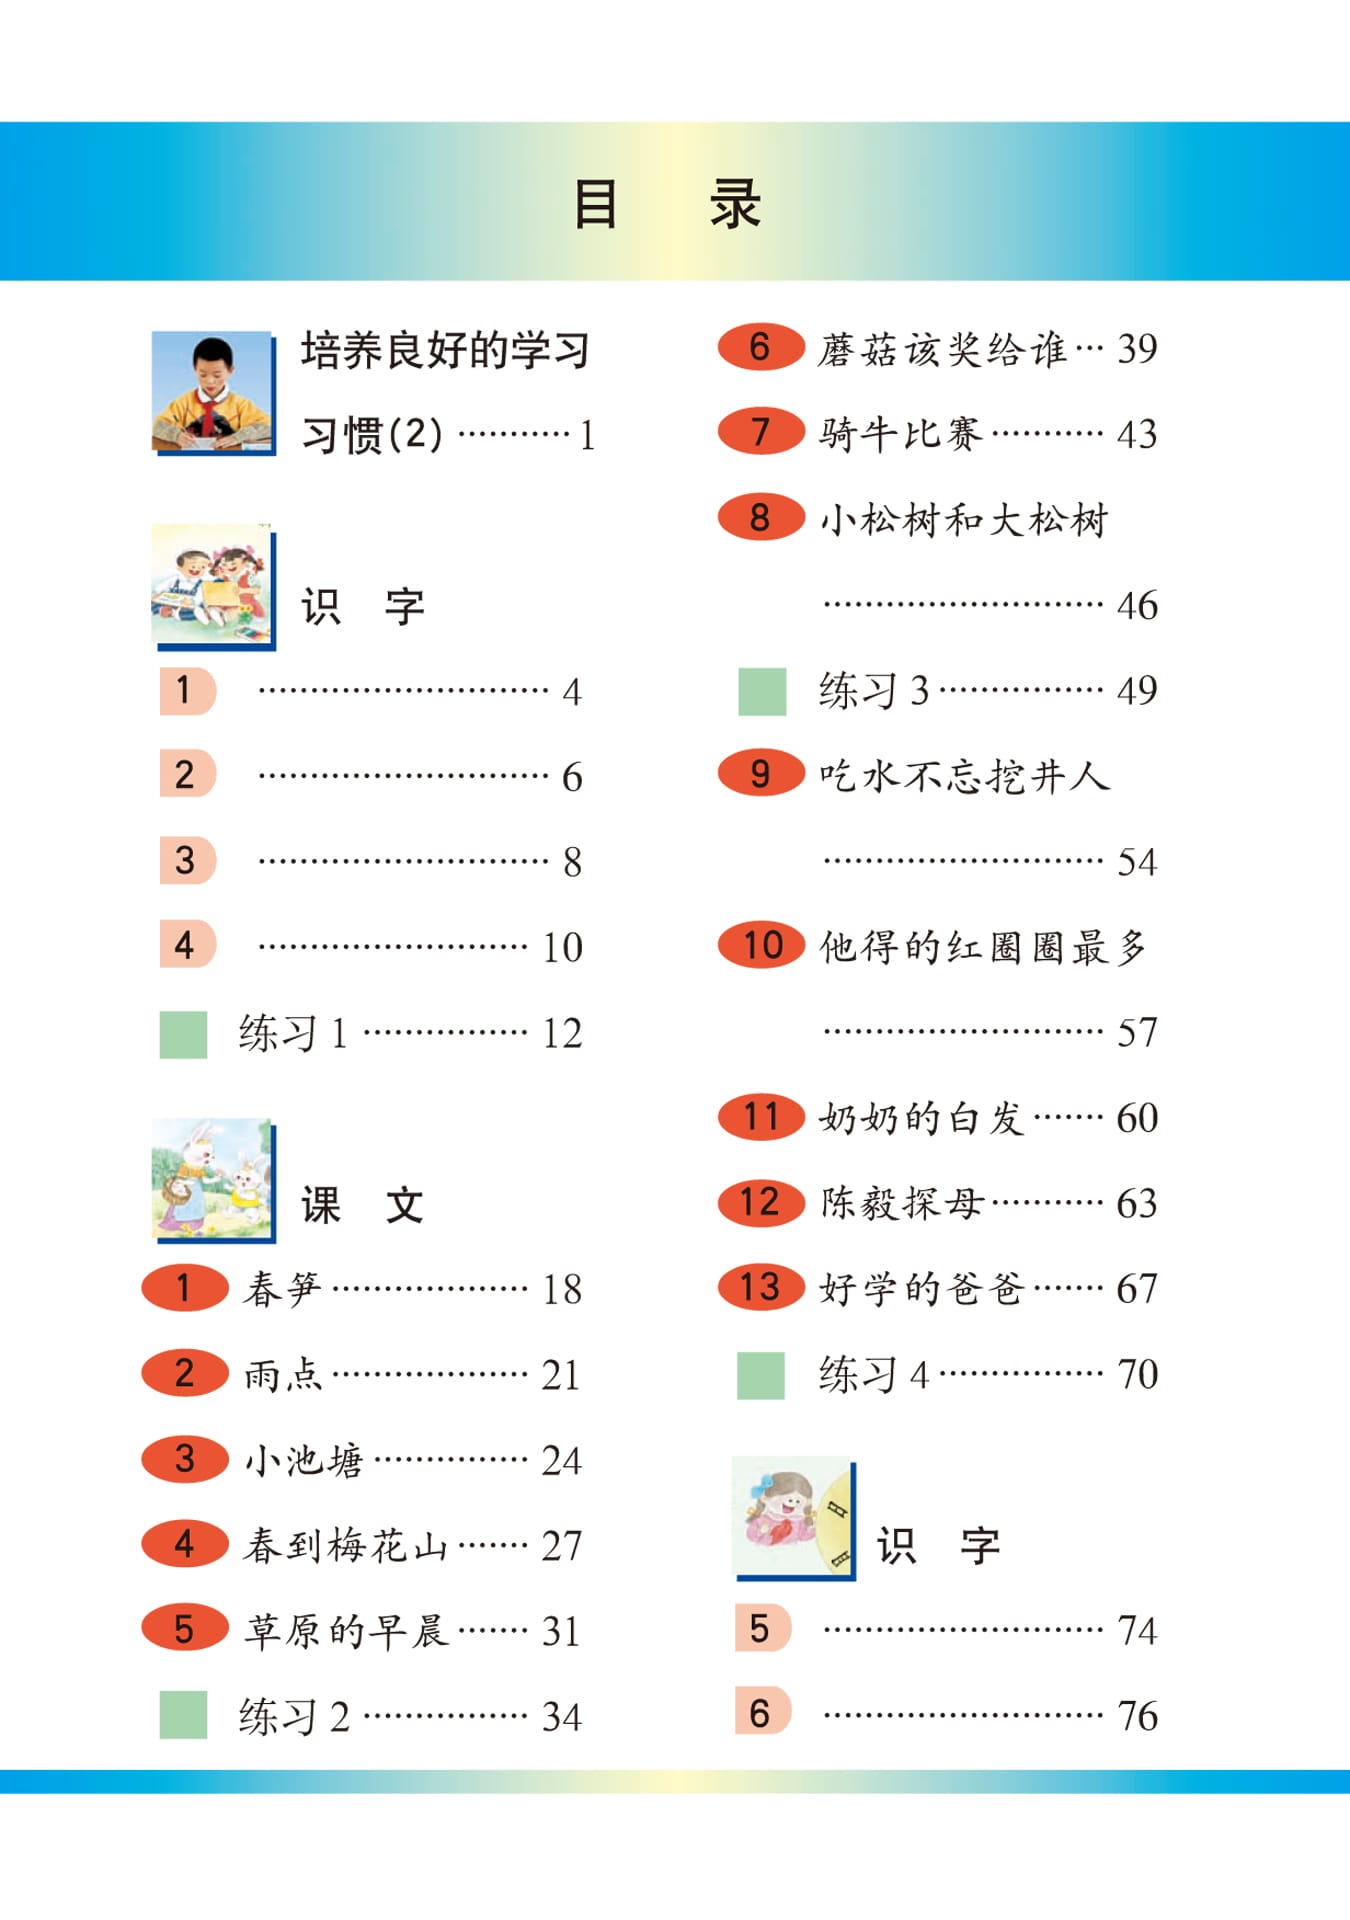 目 录
培养良好的学习
习惯(2) ………… 1
识 字
1 ………………………… 4
2 ………………………… 6
3 ………………………… 8
4 ……………………… 10
练习 1 ……………… 12
课 文
1 春笋 ………………… 18
2 雨点 ………………… 21
3 小池塘 …………… 24
4 春到梅花山 ……… 27
5 草原的早晨 ……… 31
练习 2 ……………… 34
6 蘑菇该奖给谁 … 39
7 骑牛比赛 ………… 43
8 小松树和大松树
………………………… 46
练习 3 ……………… 49
9 吃水不忘挖井人
………………………… 54
10 他得的红圈圈最多
………………………… 57
11 奶奶的白发 ……… 60
12 陈毅探母 ………… 63
13 好学的爸爸 ……… 67
练习 4 ……………… 70
识 字
5 ………………………… 74
6 ………………………… 76